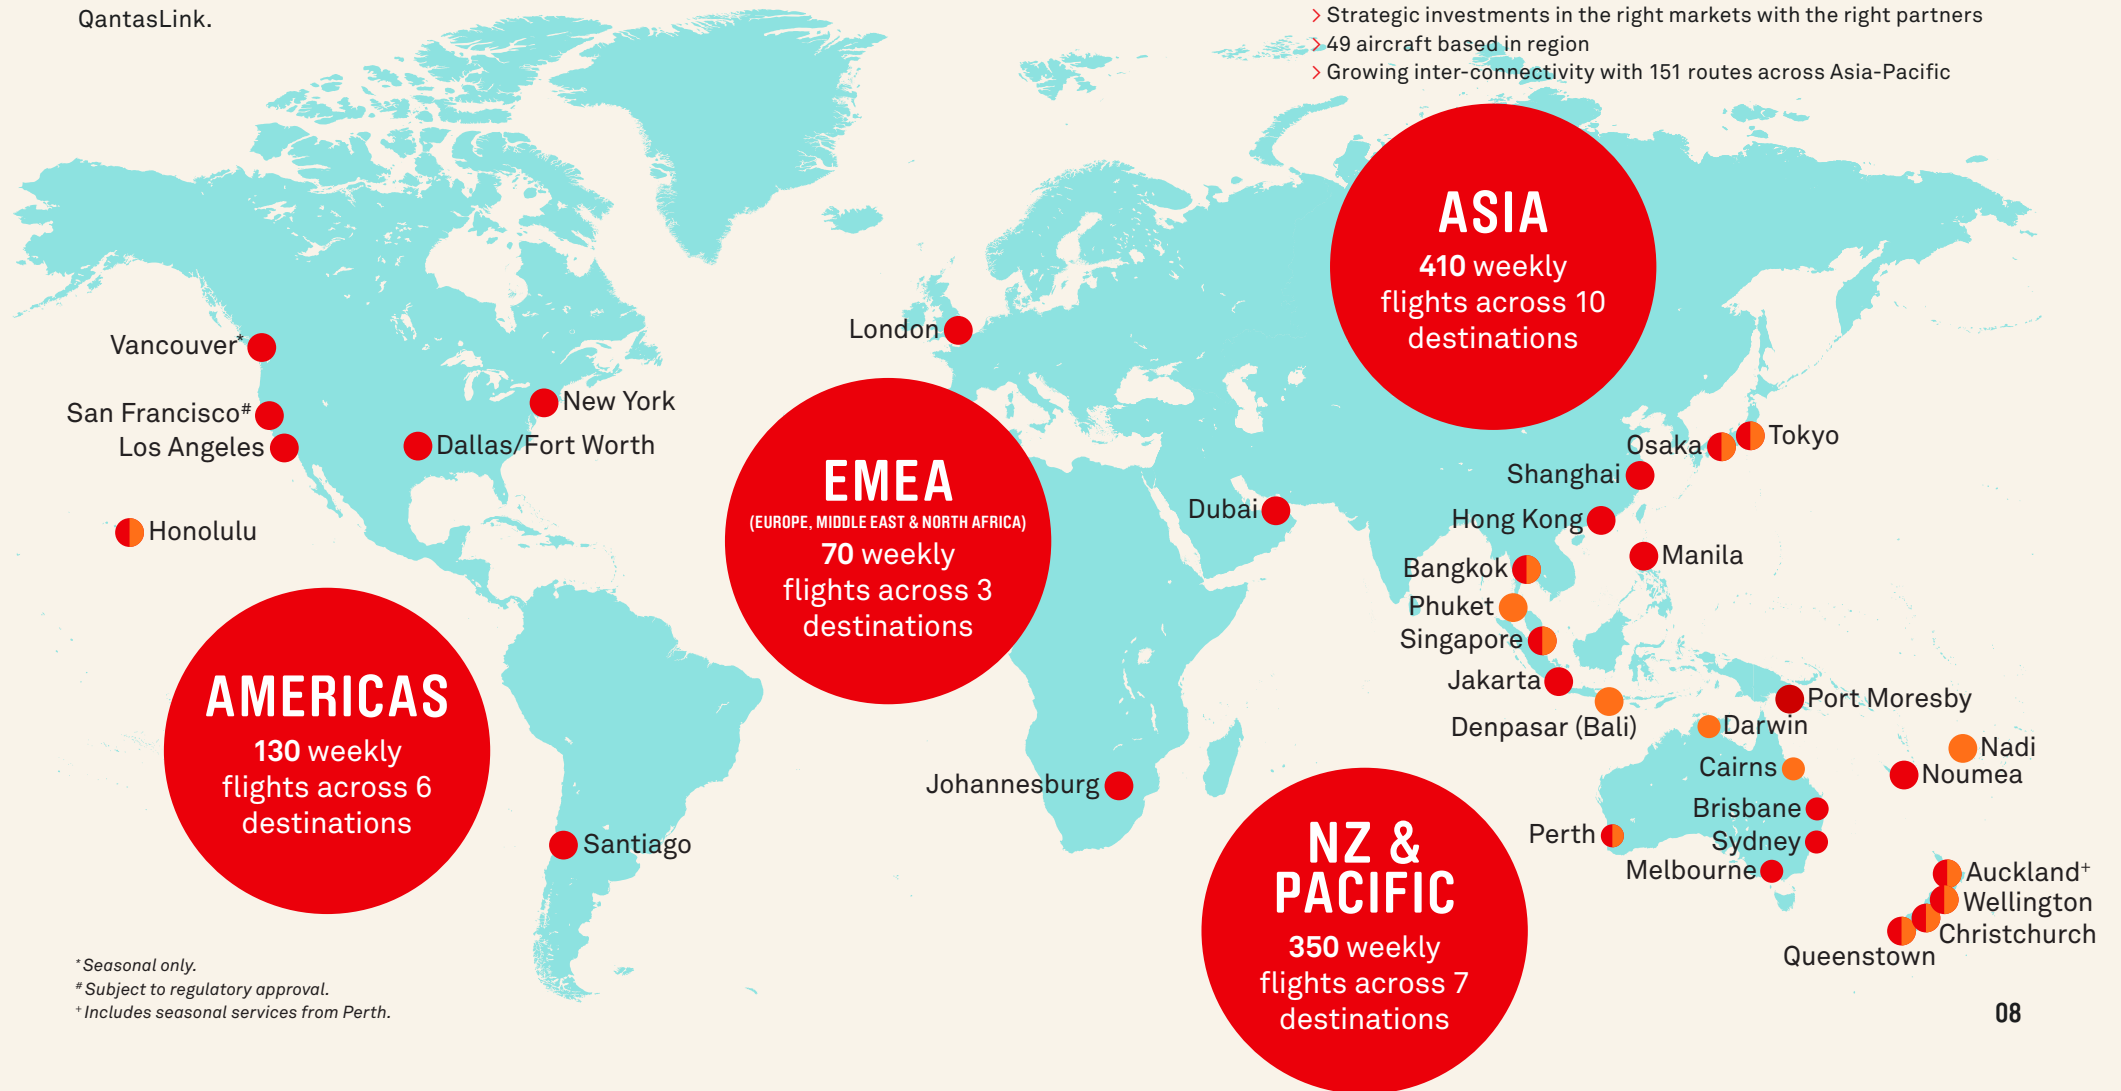 QantasLink.
> Strategic investments in the right markets with the right partners
> 49 aircraft based in region
> Growing inter-connectivity with 151 routes across Asia-Pacific
ASIA
410 weekly
flights across 10
destinations
Vancouver*
San Francisco#
Los Angeles
New York
Dallas/Fort Worth
Honolulu
London
EMEA
(EUROPE, MIDDLE EAST & NORTH AFRICA)
70 weekly
flights across 3
destinations
Dubai
Osaka
Tokyo
Shanghai
Hong Kong
Manila
Bangkok
Phuket
Singapore
Jakarta
Denpasar (Bali)
Port Moresby
Darwin
Nadi
Cairns
Noumea
Brisbane
Perth
Sydney
Melbourne
Auckland+
Wellington
Christchurch
Queenstown
AMERICAS
130 weekly
flights across 6
destinations
Santiago
Johannesburg
NZ &
PACIFIC
350 weekly
flights across 7
destinations
* Seasonal only.
# Subject to regulatory approval.
+ Includes seasonal services from Perth.
08